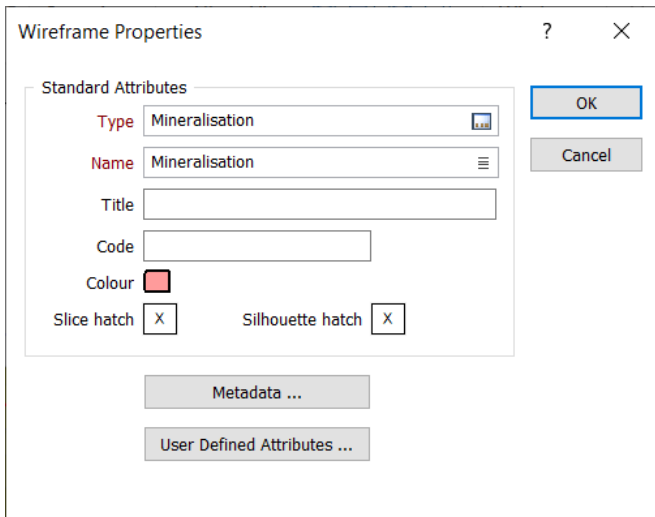 Wireframe Properties ?
Standard Attributes
OK
Type Mineralisation
Name Mineralisation
Cancel
Title
Code
Colour
Slice hatch X Silhouette hatch X
Metadata ...
User Defined Attributes ...